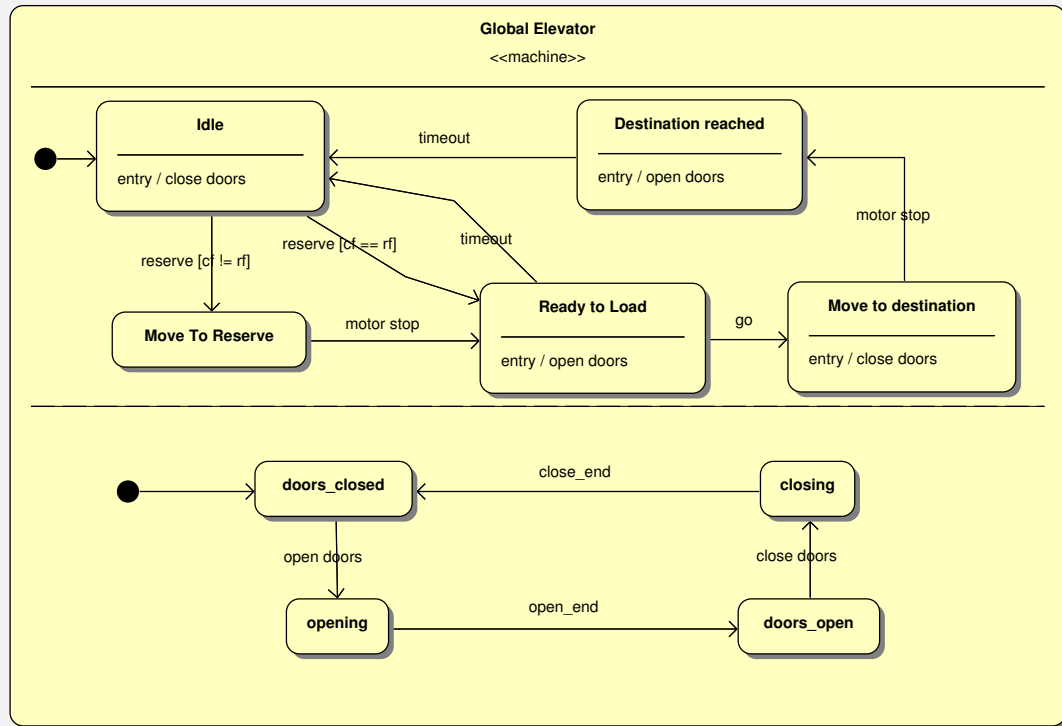 Global Elevator
<<machine>>
Idle
entry / close doors
timeout
Destination reached
entry / open doors
motor stop
reserve [cf != rf]
reserve [cf == rf]
timeout
Move To Reserve
motor stop
Ready to Load
entry / open doors
go
Move to destination
entry / close doors
doors_closed
close_end
closing
open doors
close doors
opening
open_end
doors_open